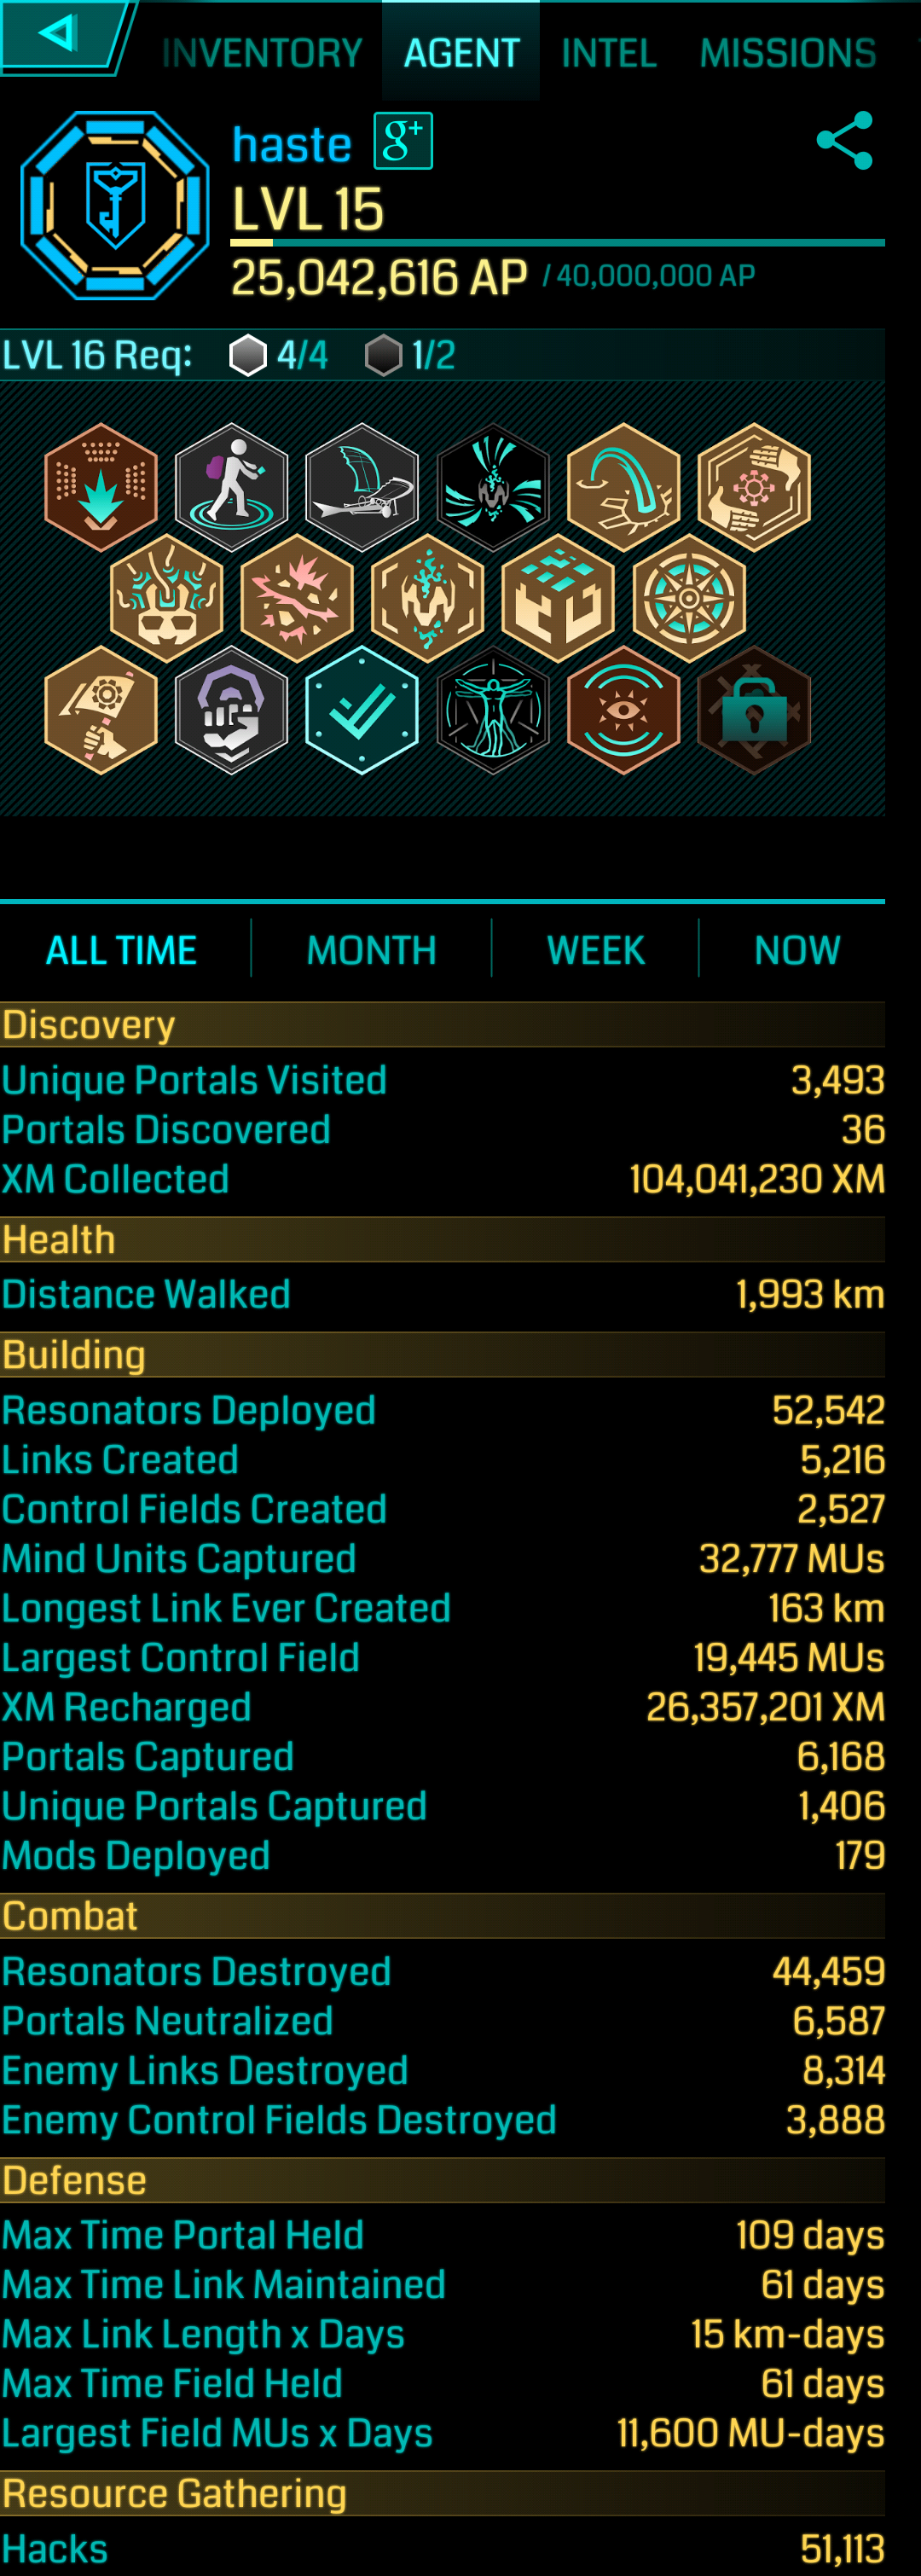 INVENTORY AGENT INTEL MISSIONS
haste g+
LVL 15
25,042,616 AP / 40,000,000 AP
LVL 16 Req: 4/4 1/2
ALL TIME MONTH WEEK NOW
Discovery
Unique Portals Visited 3,493
Portals Discovered 36
XM Collected 104,041,230 XM
Health
Distance Walked 1,993 km
Building
Resonators Deployed 52,542
Links Created 5,216
Control Fields Created 2,527
Mind Units Captured 32,777 MUs
Longest Link Ever Created 163 km
Largest Control Field 19,445 MUs
XM Recharged 26,357,201 XM
Portals Captured 6,168
Unique Portals Captured 1,406
Mods Deployed 179
Combat
Resonators Destroyed 44,459
Portals Neutralized 6,587
Enemy Links Destroyed 8,314
Enemy Control Fields Destroyed 3,888
Defense
Max Time Portal Held 109 days
Max Time Link Maintained 61 days
Max Link Length x Days 15 km-days
Max Time Field Held 61 days
Largest Field MUs x Days 11,600 MU-days
Resource Gathering
Hacks 51,113